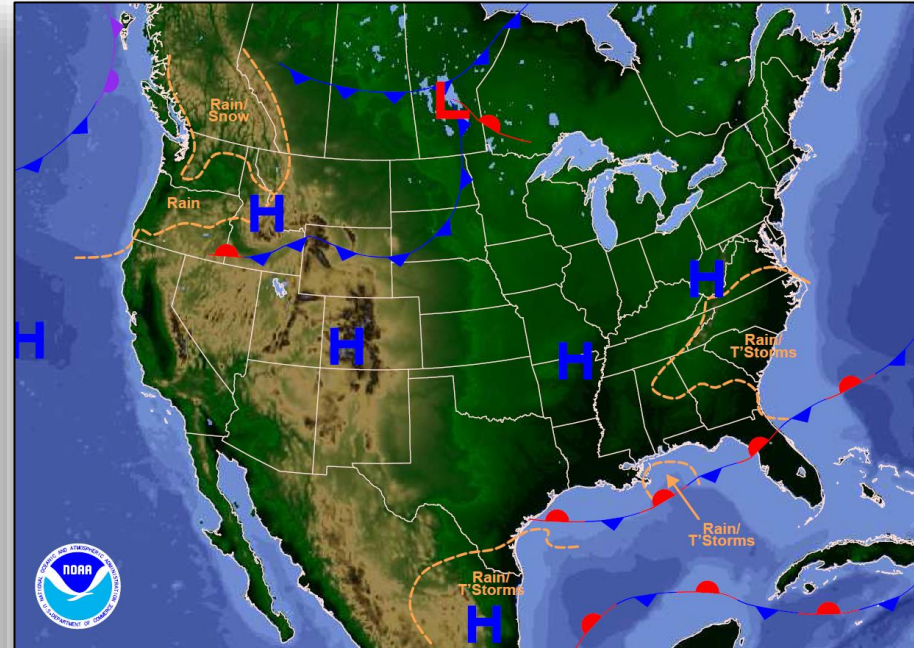 L
Rain/
Snow
Rain
H
H
H
H
H
Rain/
T'Storms
Rain/
T'Storms
Rain/
T'Storms
H
NOAA
NATIONAL OCEANIC AND ATMOSPHERIC ADMINISTRATION
U.S. DEPARTMENT OF COMMERCE